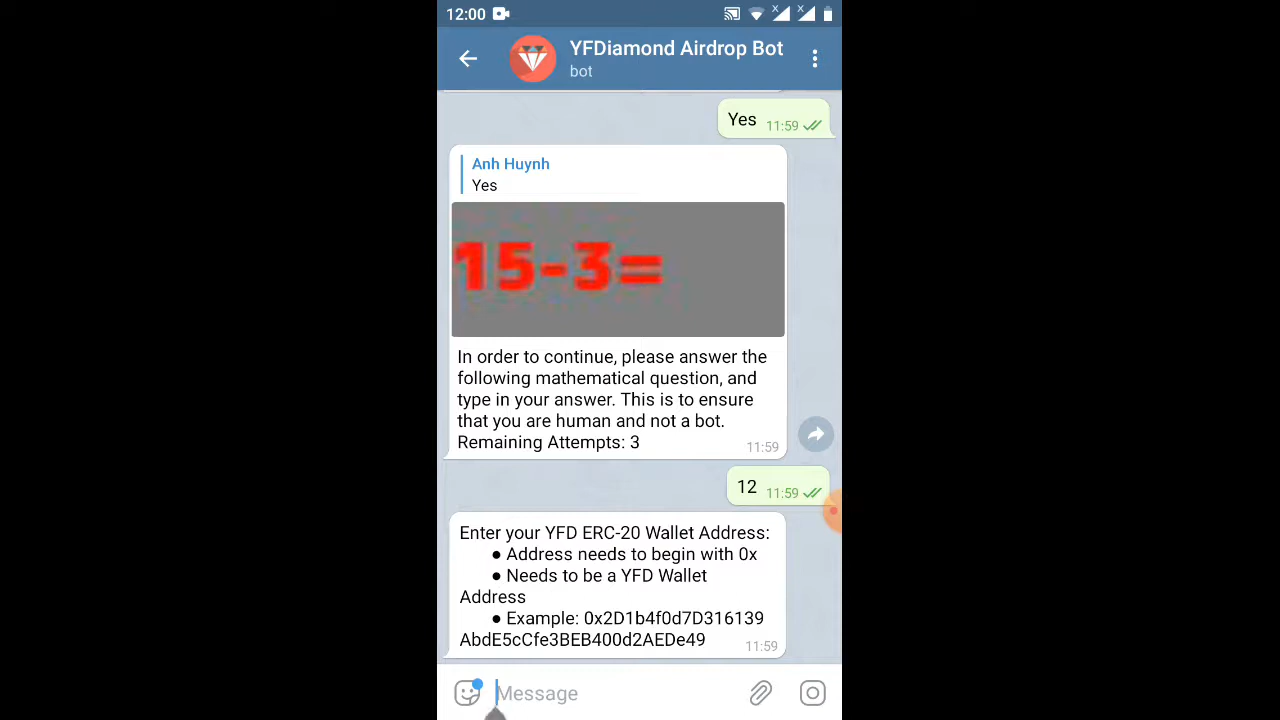 12:00
YFDiamond Airdrop Bot
bot
Yes 11:59
Anh Huynh
Yes
15-3=
In order to continue, please answer the
following mathematical question, and
type in your answer. This is to ensure
that you are human and not a bot.
Remaining Attempts: 3 11:59
12 11:59
Enter your YFD ERC-20 Wallet Address:
● Address needs to begin with 0x
● Needs to be a YFD Wallet
Address
● Example: 0x2D1b4f0d7D316139
AbdE5cCfe3BEB400d2AEDe49 11:59
Message